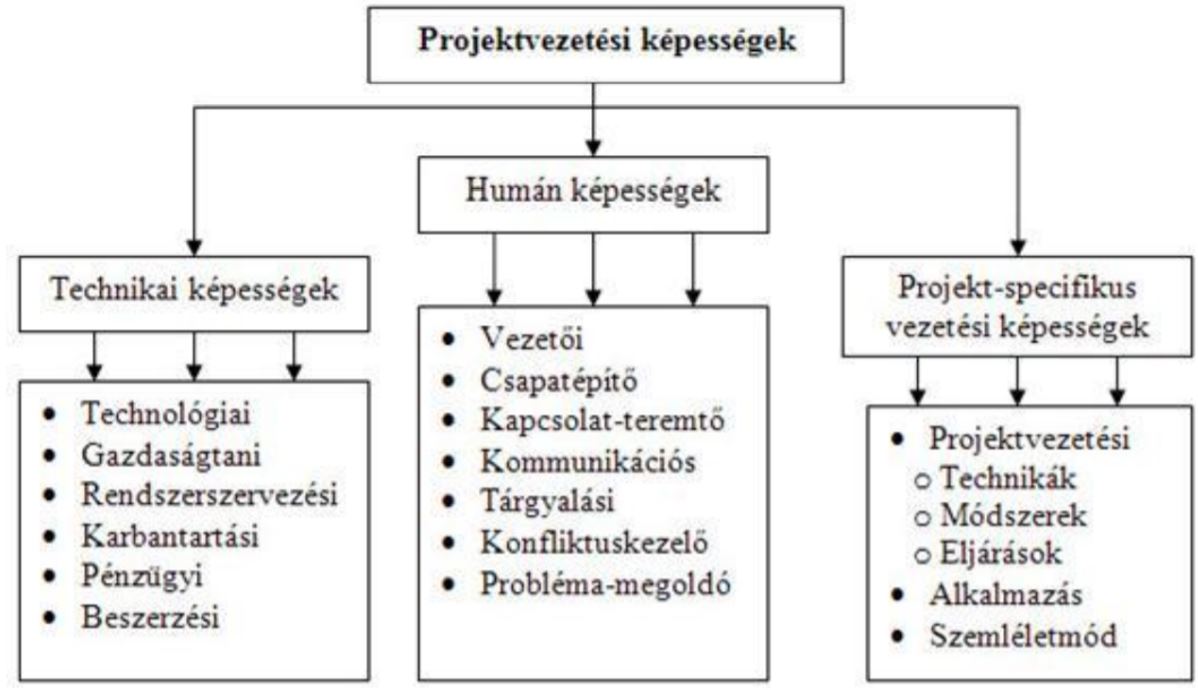 Projektvezetési képességek
Humán képességek
Technikai képességek
Projekt-specifikus
vezetési képességek
• Technológiai
• Gazdaságtani
• Rendszerszervezési
• Karbantartási
• Pénzügyi
• Beszerzési
• Vezetői
• Csapatépítő
• Kapcsolat-teremtő
• Kommunikációs
• Tárgyalási
• Konfliktuskezelő
• Probléma-megoldó
• Projektvezetési
o Technikák
o Módszerek
o Eljárások
• Alkalmazás
• Szemléletmód